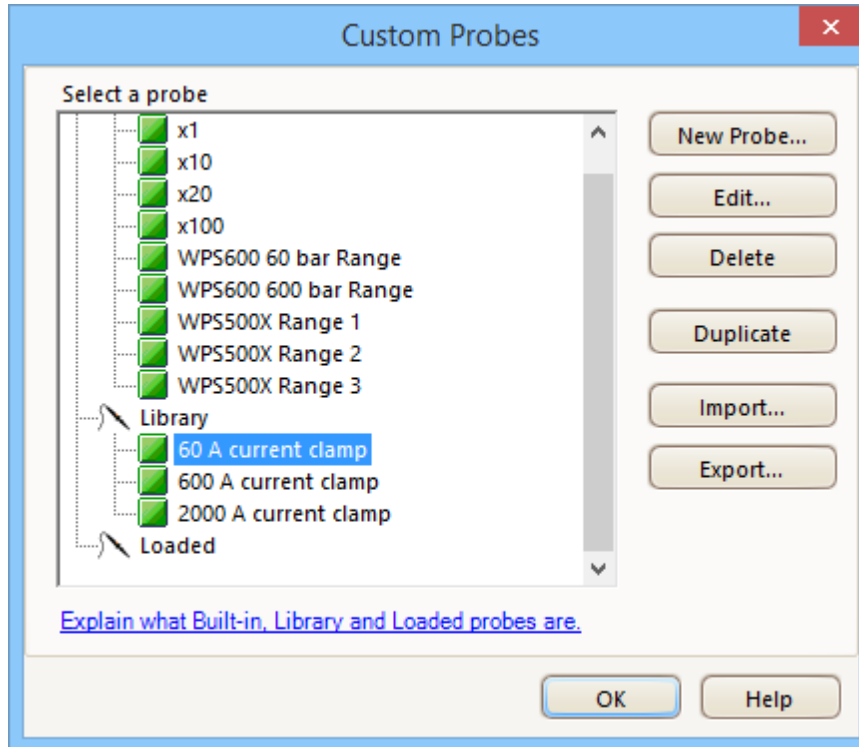 Custom Probes
Select a probe
x1
x10
x20
x100
WPS600 60 bar Range
WPS600 600 bar Range
WPS500X Range 1
WPS500X Range 2
WPS500X Range 3
Library
60 A current clamp
600 A current clamp
2000 A current clamp
Loaded
New Probe...
Edit...
Delete
Duplicate
Import...
Export...
Explain what Built-in, Library and Loaded probes are.
OK
Help